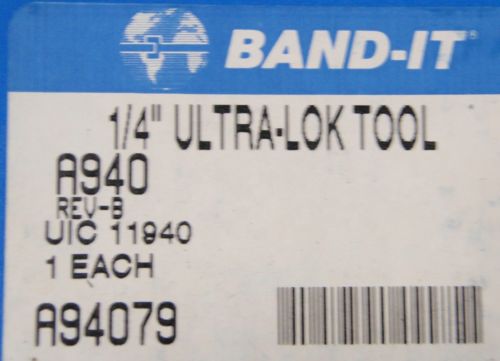 BAND-IT®
1/4" ULTRA-LOK TOOL
A940
REV-B
UIC 11940
1 EACH
A94079